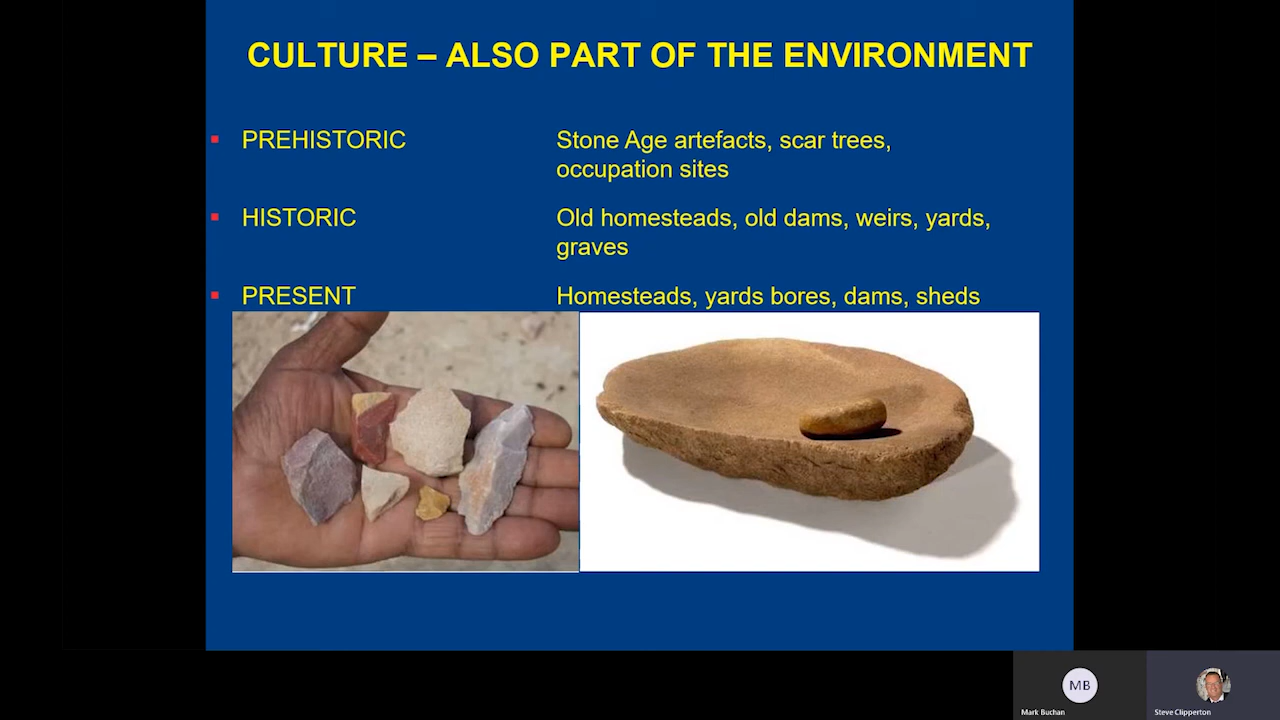 CULTURE – ALSO PART OF THE ENVIRONMENT
PREHISTORIC
Stone Age artefacts, scar trees,
occupation sites
HISTORIC
Old homesteads, old dams, weirs, yards,
graves
PRESENT
Homesteads, yards bores, dams, sheds
MB
Mark Buchan
Steve Clipperton